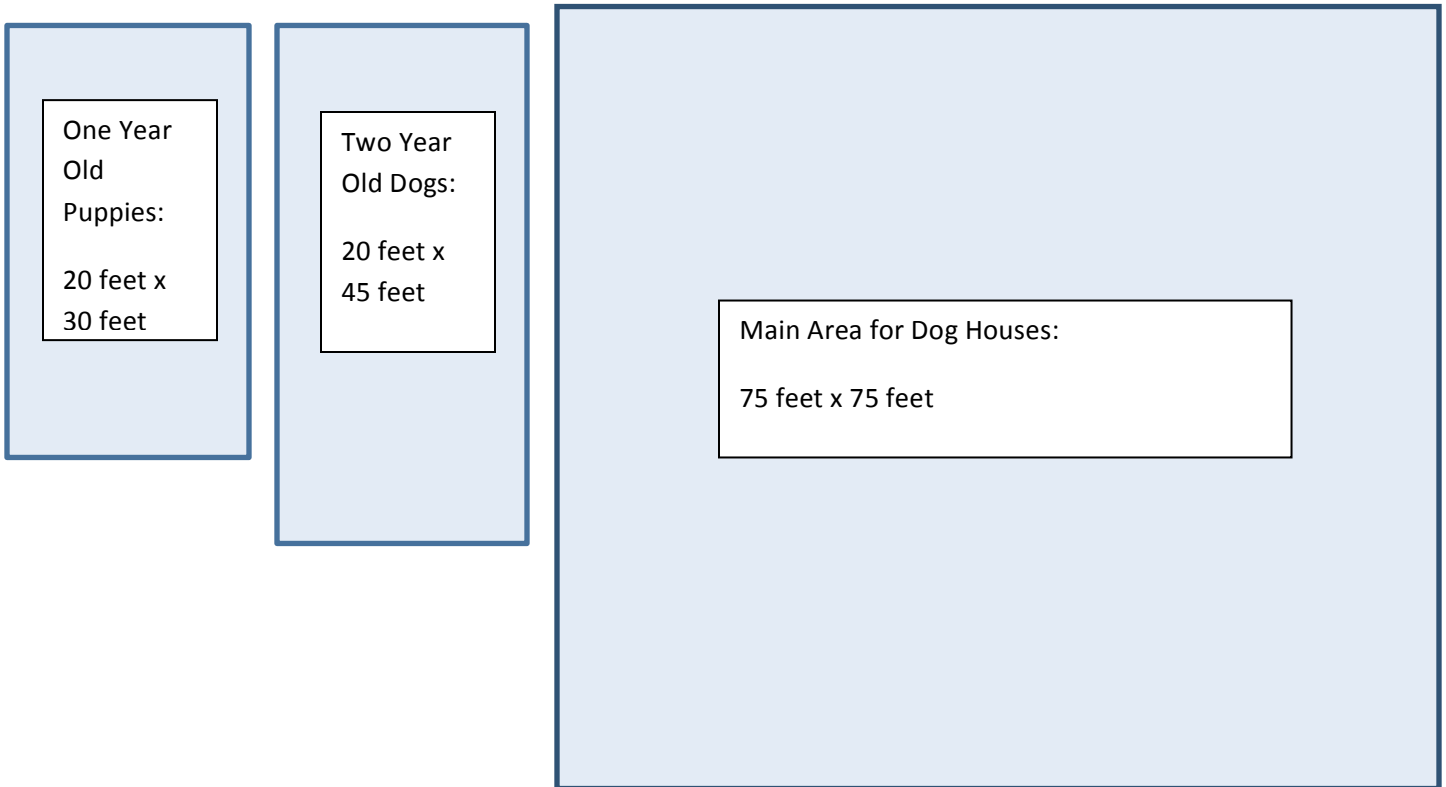 One Year
Old
Puppies:
20 feet x
30 feet
Two Year
Old Dogs:
20 feet x
45 feet
Main Area for Dog Houses:
75 feet x 75 feet